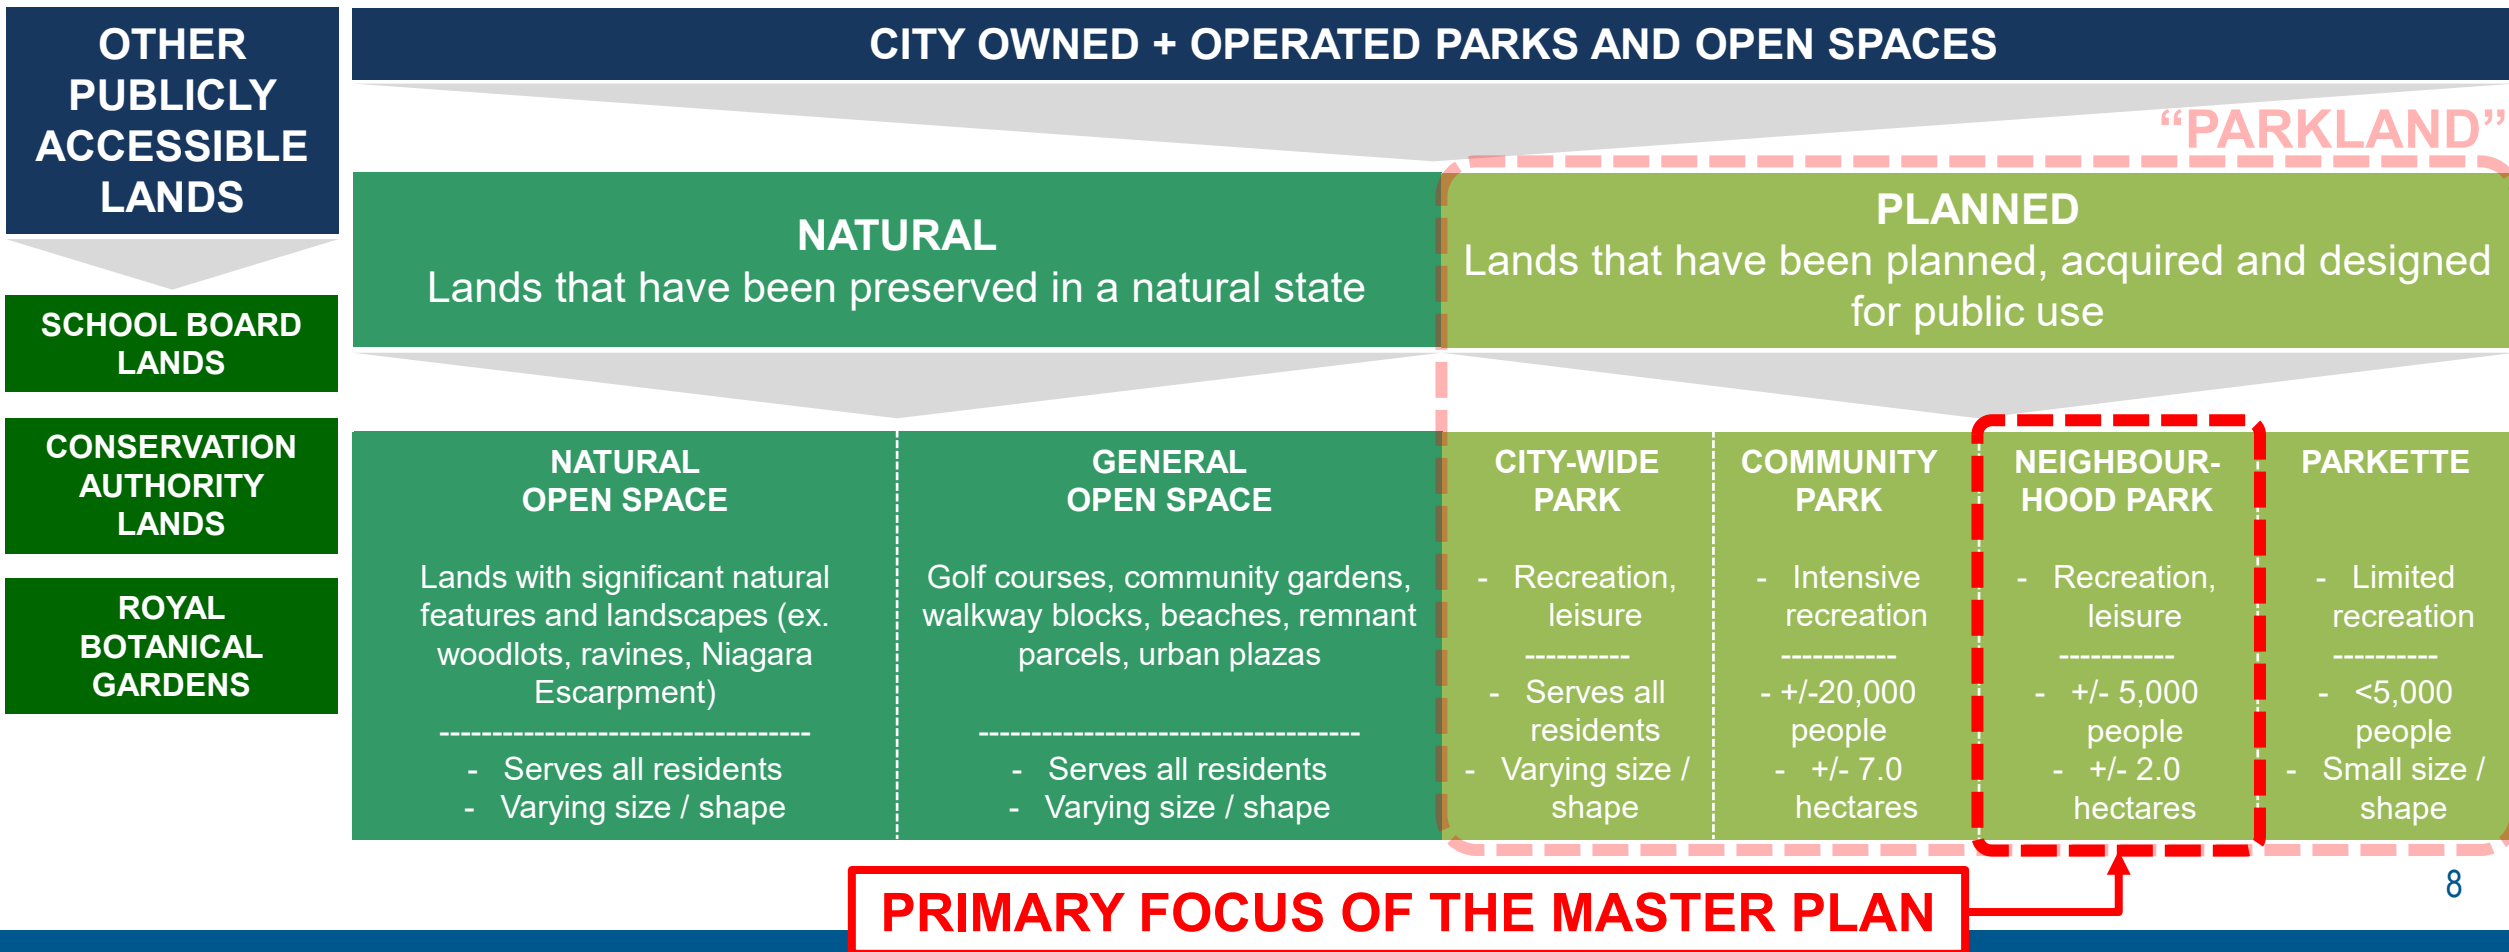 OTHER
PUBLICLY
ACCESSIBLE
LANDS
SCHOOL BOARD
LANDS
CONSERVATION
AUTHORITY
LANDS
ROYAL
BOTANICAL
GARDENS
CITY OWNED + OPERATED PARKS AND OPEN SPACES
“PARKLAND”
NATURAL
Lands that have been preserved in a natural state
PLANNED
Lands that have been planned, acquired and designed
for public use
NATURAL
OPEN SPACE
Lands with significant natural
features and landscapes (ex.
woodlots, ravines, Niagara
Escarpment)
-----------------------------------
- Serves all residents
- Varying size / shape
GENERAL
OPEN SPACE
Golf courses, community gardens,
walkway blocks, beaches, remnant
parcels, urban plazas
------------------------------------
- Serves all residents
- Varying size / shape
CITY-WIDE
PARK
- Recreation,
leisure
----------
- Serves all
residents
- Varying size /
shape
COMMUNITY
PARK
- Intensive
recreation
-----------
- +/-20,000
people
- +/- 7.0
hectares
NEIGHBOUR-
HOOD PARK
- Recreation,
leisure
-----------
- +/- 5,000
people
- +/- 2.0
hectares
PARKETTE
- Limited
recreation
----------
- <5,000
people
- Small size /
shape
PRIMARY FOCUS OF THE MASTER PLAN
8